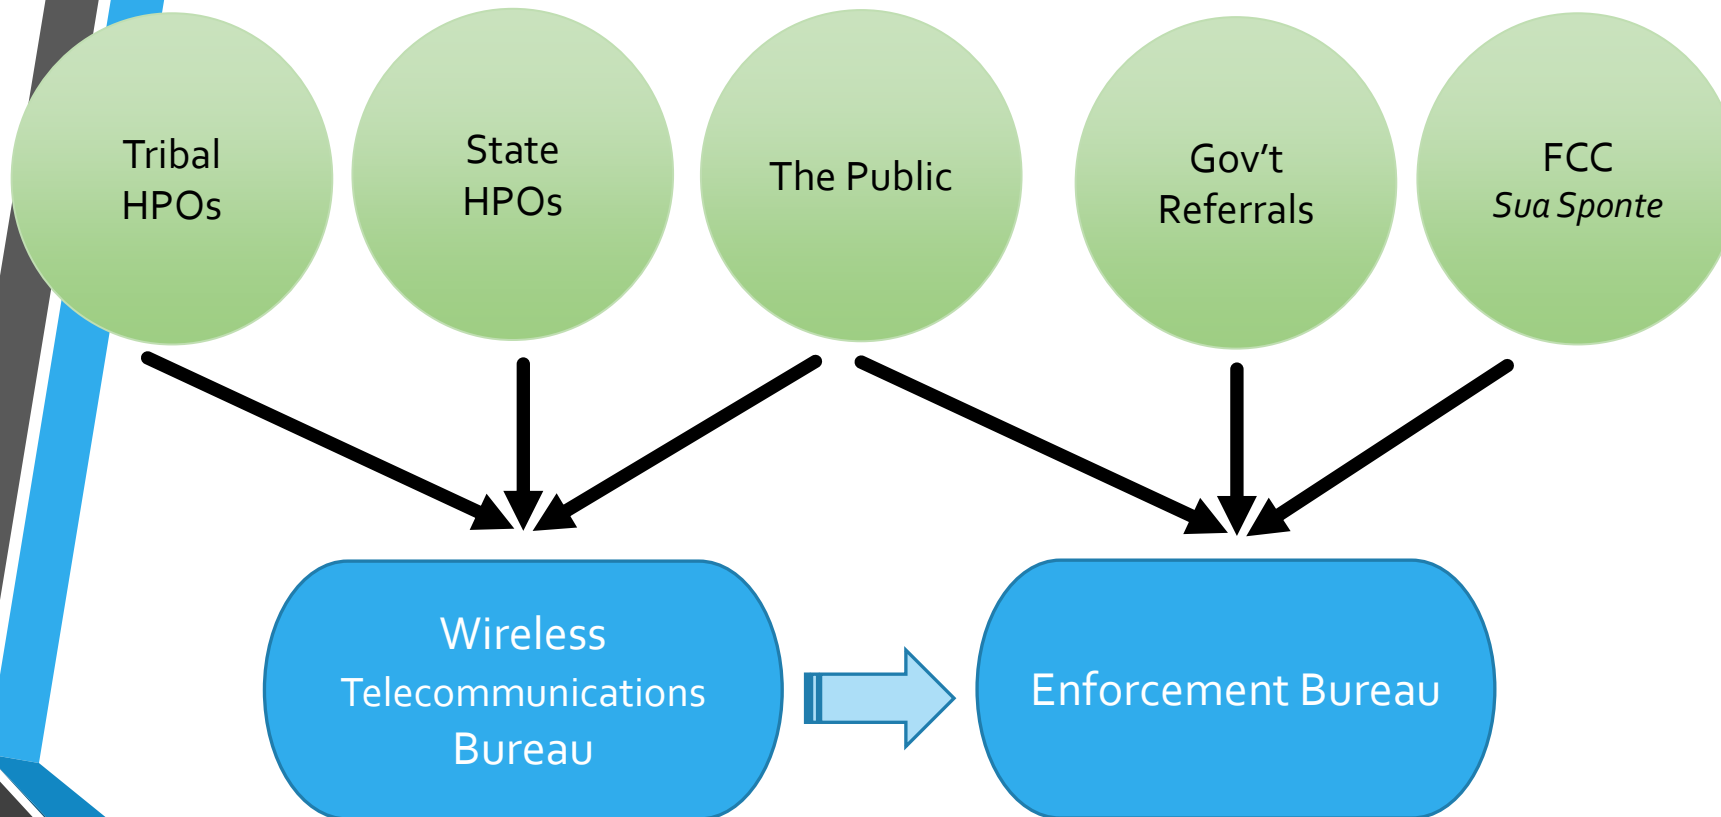 Tribal
HPOs
State
HPOs
The Public
Gov’t
Referrals
FCC
Sua Sponte
Wireless
Telecommunications
Bureau
Enforcement Bureau